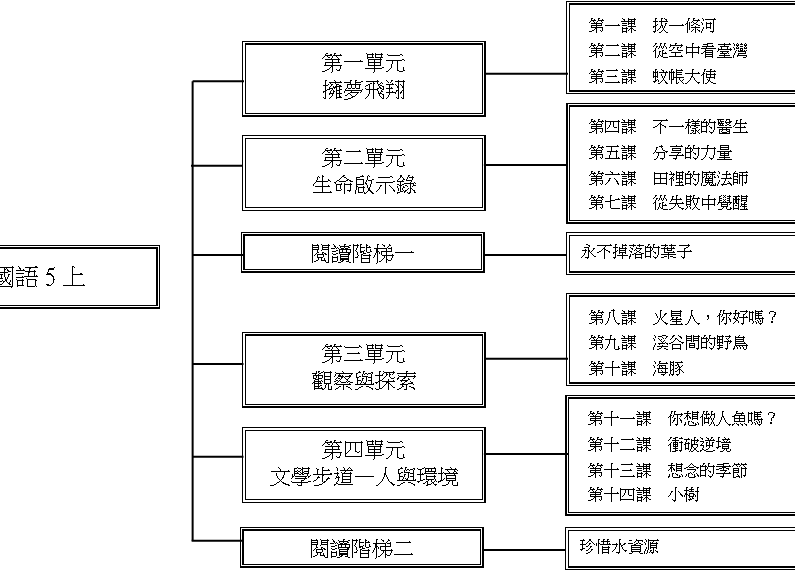 國語5上
第一單元
擁夢飛翔
第一課　拔一條河
第二課　從空中看臺灣
第三課　蚊帳大使
第二單元
生命啟示錄
第四課　不一樣的醫生
第五課　分享的力量
第六課　田裡的魔法師
第七課　從失敗中覺醒
閱讀階梯一
永不掉落的葉子
第三單元
觀察與探索
第八課　火星人，你好嗎？
第九課　溪谷間的野鳥
第十課　海豚
第四單元
文學步道—人與環境
第十一課　你想做人魚嗎？
第十二課　衝破逆境
第十三課　想念的季節
第十四課　小樹
閱讀階梯二
珍惜水資源